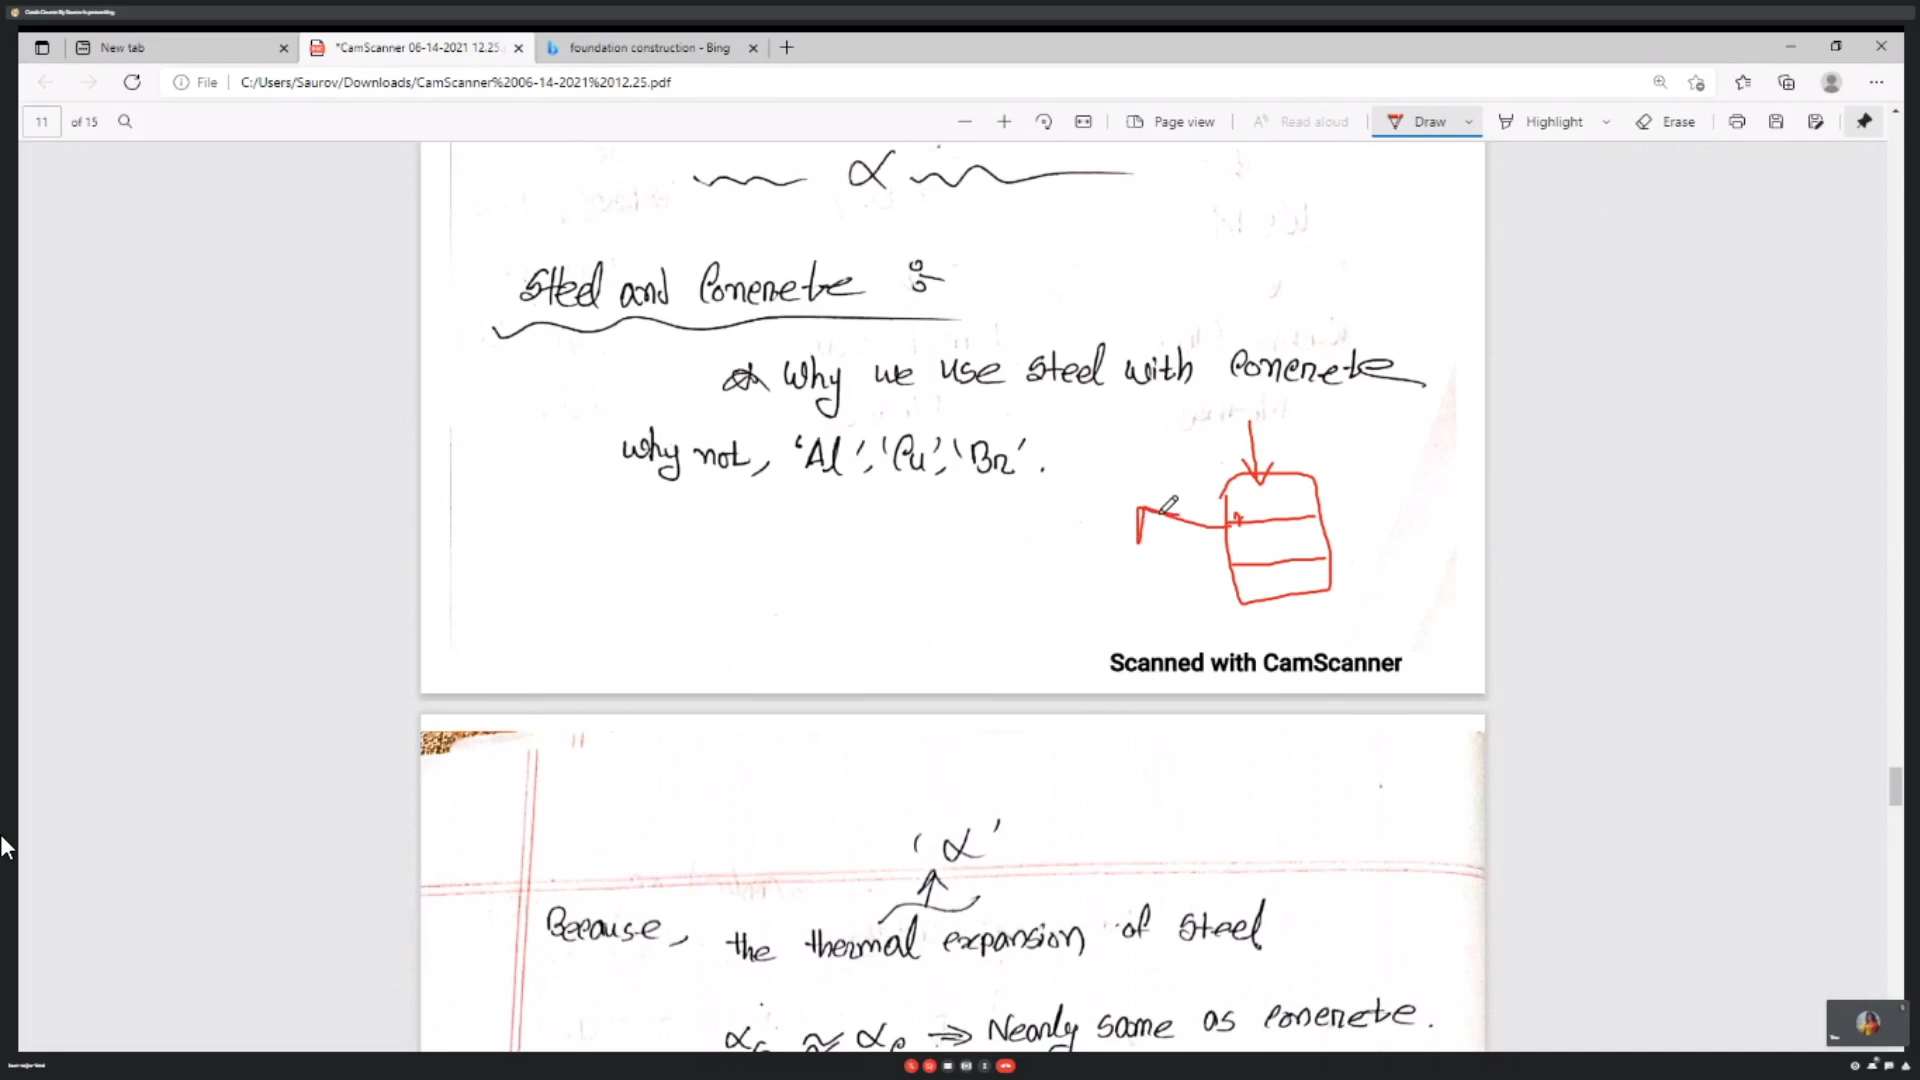 New tab
*CamScanner 06-14-2021 12.25.
foundation construction - Bing
File
C:/Users/Saurov/Downloads/CamScanner%2006-14-2021%2012.25.pdf
11 of 15
Page view
Read aloud
Draw
Highlight
Erase
∝
Steel and Concrete :-
Why we use steel with concrete
why not, 'Al', 'Cu', 'Br'.
Scanned with CamScanner
11
'∝'
Because, the thermal expansion of steel
∝s ≈ ∝c ⇒ Nearly same as concrete.